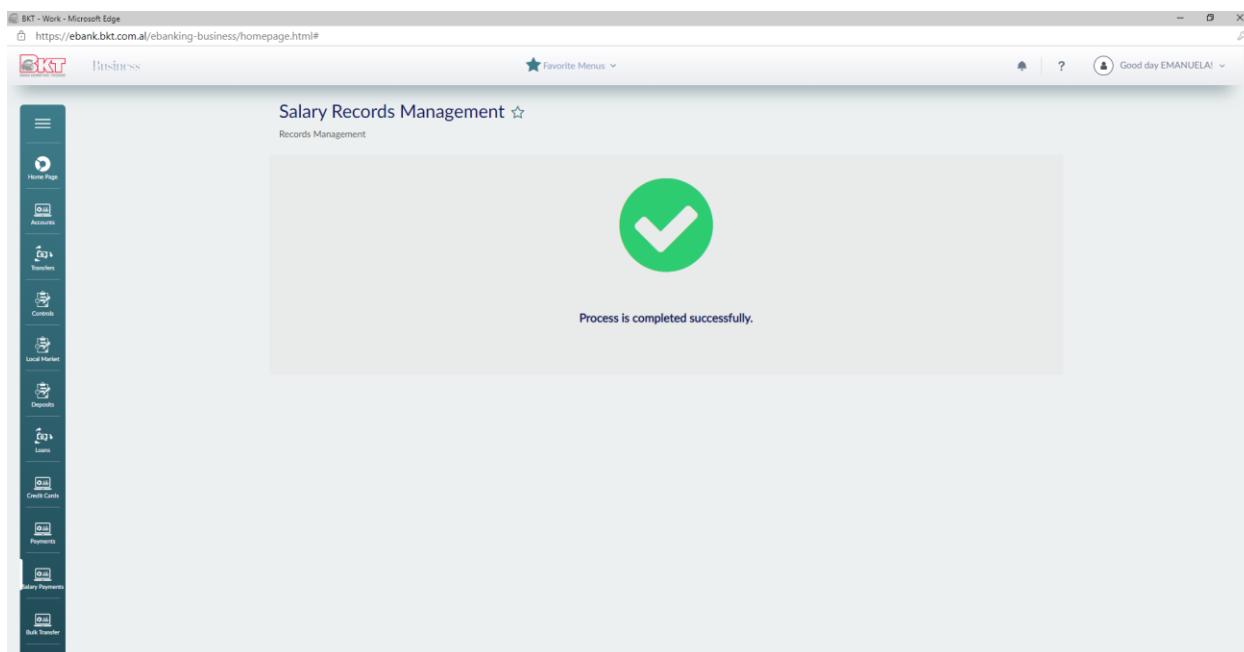 BKT - Work - Microsoft Edge
https://ebank.bkt.com.al/ebanking-business/homepage.html#
BKT
Business
Favorite Menus
?
Good day EMANUELA!
Salary Records Management
Records Management
Home Page
Accounts
Transfers
Controls
Local Market
Deposits
Loans
Credit Cards
Payments
Salary Payments
Bulk Transfer
Process is completed successfully.